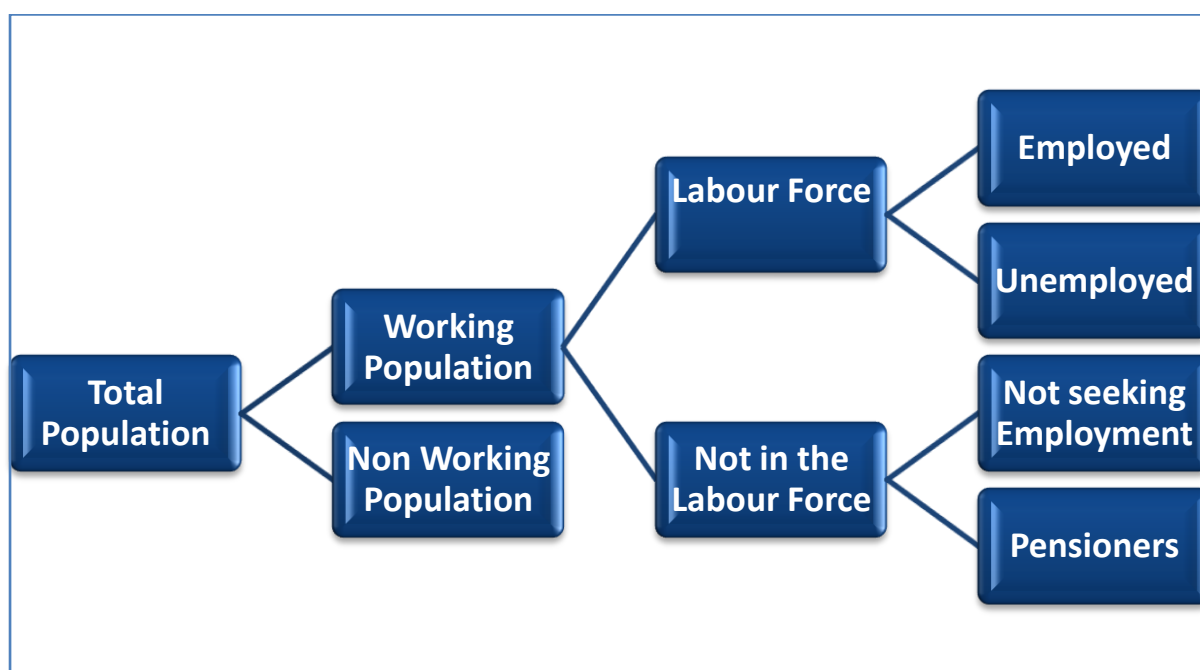 Total
Population
Working
Population
Non Working
Population
Labour Force
Not in the
Labour Force
Employed
Unemployed
Not seeking
Employment
Pensioners